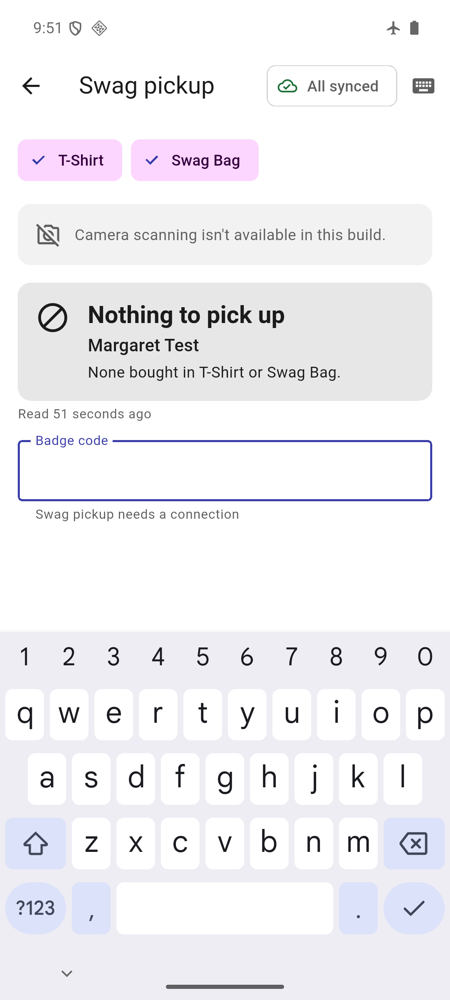 9:51
Swag pickup
All synced
T-Shirt
Swag Bag
Camera scanning isn't available in this build.
Nothing to pick up
Margaret Test
None bought in T-Shirt or Swag Bag.
Read 51 seconds ago
Badge code
Swag pickup needs a connection
1 2 3 4 5 6 7 8 9 0
q w e r t y u i o p
a s d f g h j k l
z x c v b n m
?123 , .